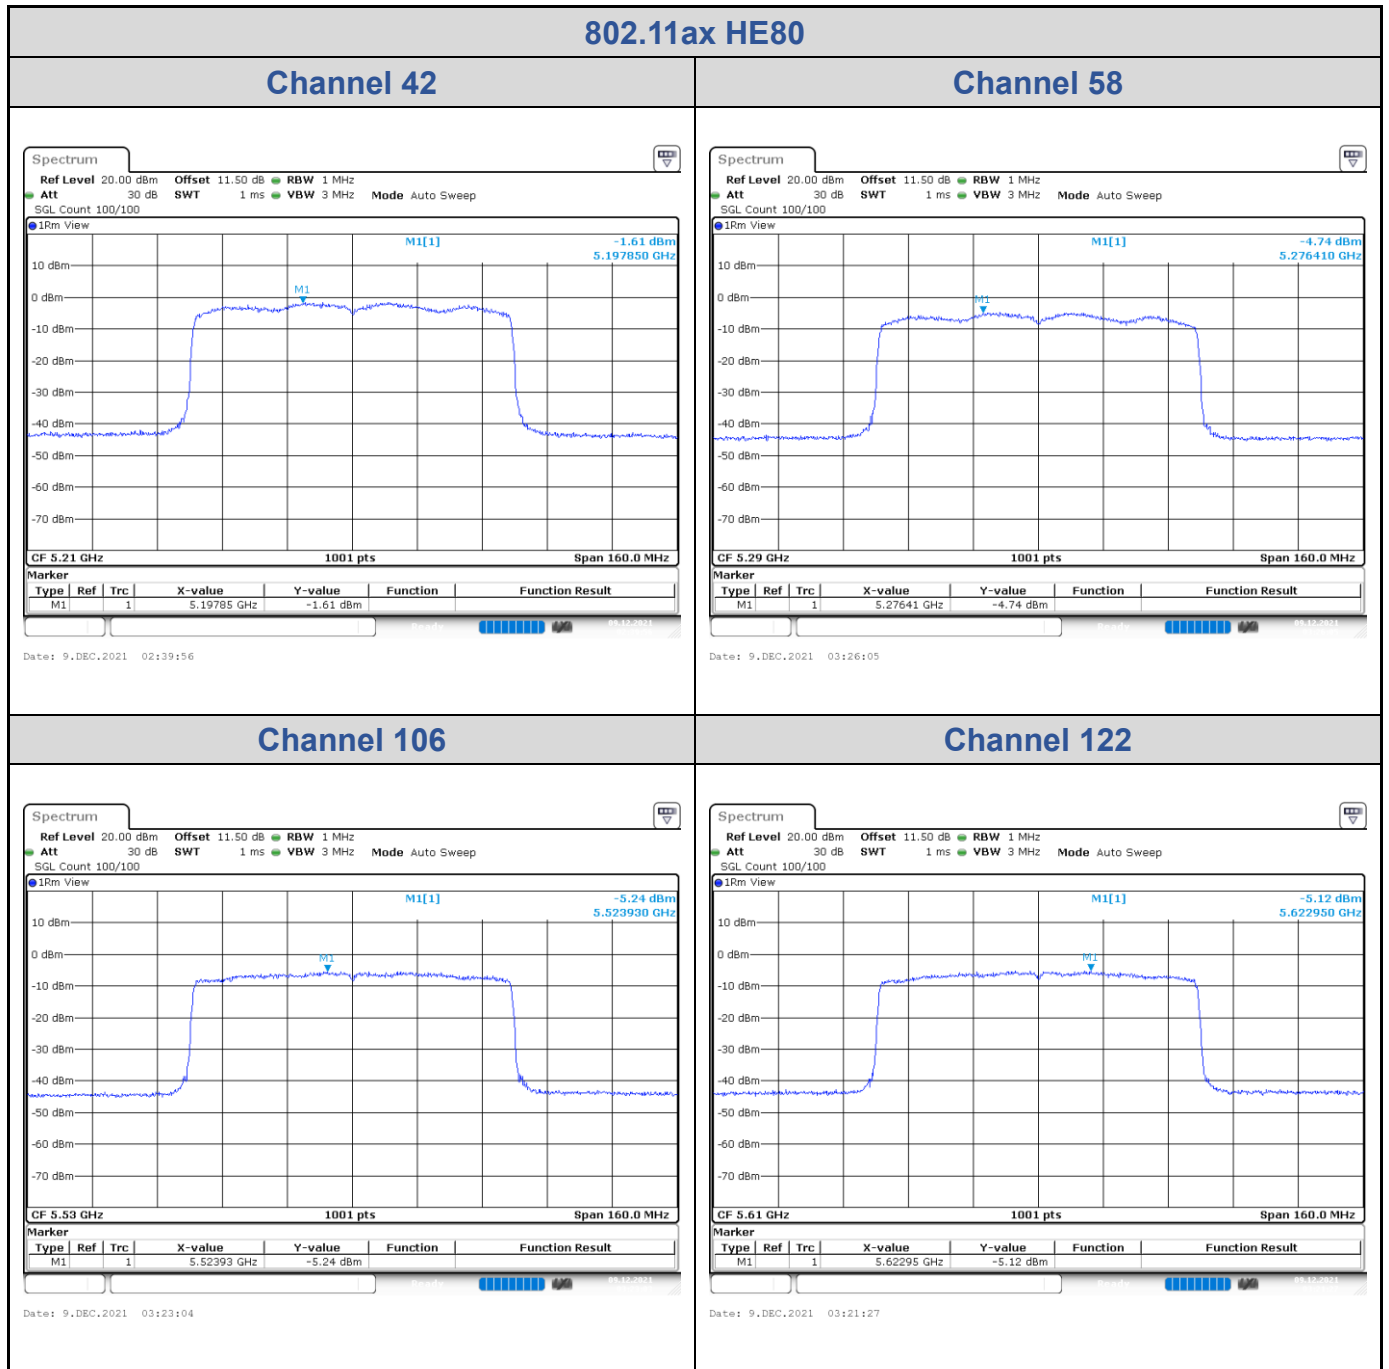 802.11ax HE80
Channel 42
Spectrum
Ref Level 20.00 dBm Offset 11.50 dB RBW 1 MHz
Att 30 dB SWT 1 ms VBW 3 MHz Mode Auto Sweep
SGL Count 100/100
1Rm View
M1[1] -1.61 dBm
5.197850 GHz
10 dBm
M1
0 dBm
-10 dBm
-20 dBm
-30 dBm
-40 dBm
-50 dBm
-60 dBm
-70 dBm
CF 5.21 GHz 1001 pts Span 160.0 MHz
Marker
Type Ref Trc X-value Y-value Function Function Result
M1 1 5.19785 GHz -1.61 dBm
Ready 09.12.2021
Date: 9.DEC.2021 02:39:56
Channel 58
Spectrum
Ref Level 20.00 dBm Offset 11.50 dB RBW 1 MHz
Att 30 dB SWT 1 ms VBW 3 MHz Mode Auto Sweep
SGL Count 100/100
1Rm View
M1[1] -4.74 dBm
5.276410 GHz
10 dBm
0 dBm
M1
-10 dBm
-20 dBm
-30 dBm
-40 dBm
-50 dBm
-60 dBm
-70 dBm
CF 5.29 GHz 1001 pts Span 160.0 MHz
Marker
Type Ref Trc X-value Y-value Function Function Result
M1 1 5.27641 GHz -4.74 dBm
Ready 09.12.2021
Date: 9.DEC.2021 03:26:05
Channel 106
Spectrum
Ref Level 20.00 dBm Offset 11.50 dB RBW 1 MHz
Att 30 dB SWT 1 ms VBW 3 MHz Mode Auto Sweep
SGL Count 100/100
1Rm View
M1[1] -5.24 dBm
5.523930 GHz
10 dBm
0 dBm
M1
-10 dBm
-20 dBm
-30 dBm
-40 dBm
-50 dBm
-60 dBm
-70 dBm
CF 5.53 GHz 1001 pts Span 160.0 MHz
Marker
Type Ref Trc X-value Y-value Function Function Result
M1 1 5.52393 GHz -5.24 dBm
Ready 09.12.2021
Date: 9.DEC.2021 03:23:04
Channel 122
Spectrum
Ref Level 20.00 dBm Offset 11.50 dB RBW 1 MHz
Att 30 dB SWT 1 ms VBW 3 MHz Mode Auto Sweep
SGL Count 100/100
1Rm View
M1[1] -5.12 dBm
5.622950 GHz
10 dBm
0 dBm
M1
-10 dBm
-20 dBm
-30 dBm
-40 dBm
-50 dBm
-60 dBm
-70 dBm
CF 5.61 GHz 1001 pts Span 160.0 MHz
Marker
Type Ref Trc X-value Y-value Function Function Result
M1 1 5.62295 GHz -5.12 dBm
Ready 09.12.2021
Date: 9.DEC.2021 03:21:27